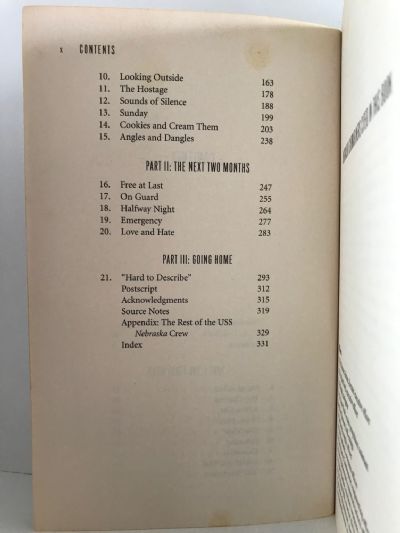 x CONTENTS
10. Looking Outside 163
11. The Hostage 178
12. Sounds of Silence 188
13. Sunday 199
14. Cookies and Cream Them 203
15. Angles and Dangles 238
PART II: THE NEXT TWO MONTHS
16. Free at Last 247
17. On Guard 255
18. Halfway Night 264
19. Emergency 277
20. Love and Hate 283
PART III: GOING HOME
21. "Hard to Describe" 293
Postscript 312
Acknowledgments 315
Source Notes 319
Appendix: The Rest of the USS
Nebraska Crew 329
Index 331